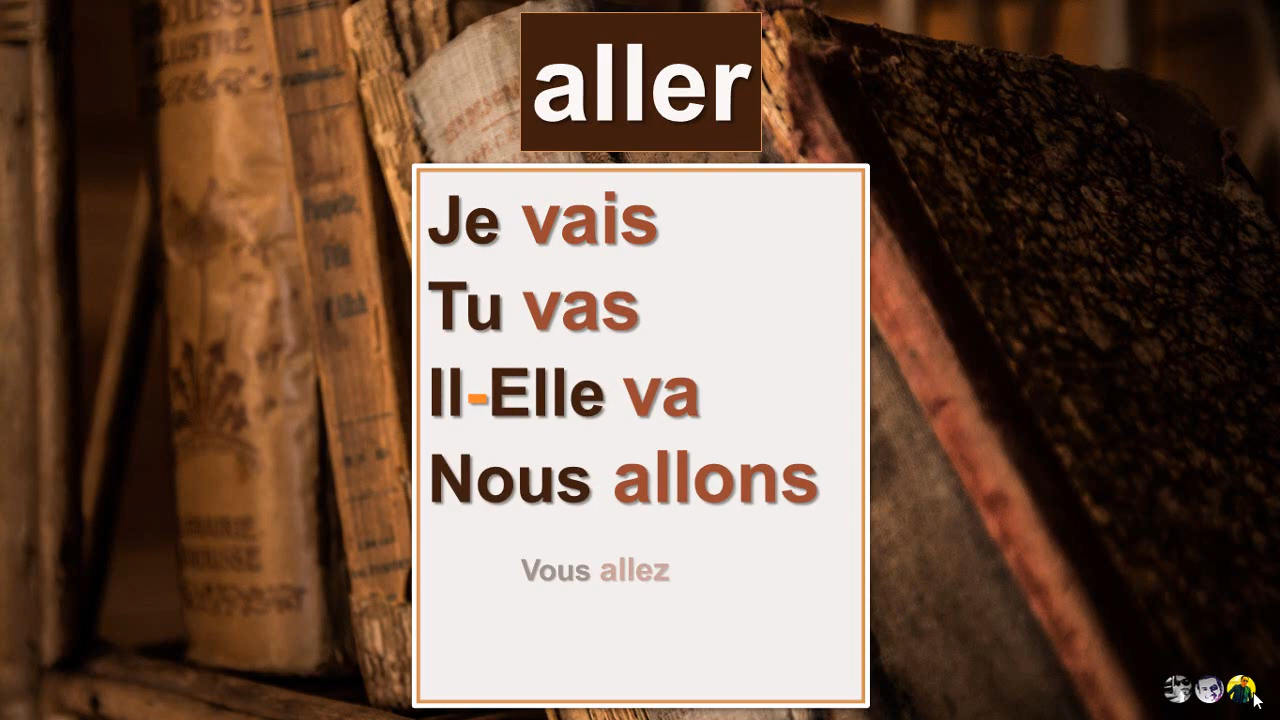 aller
Je vais
Tu vas
Il-Elle va
Nous allons
Vous allez